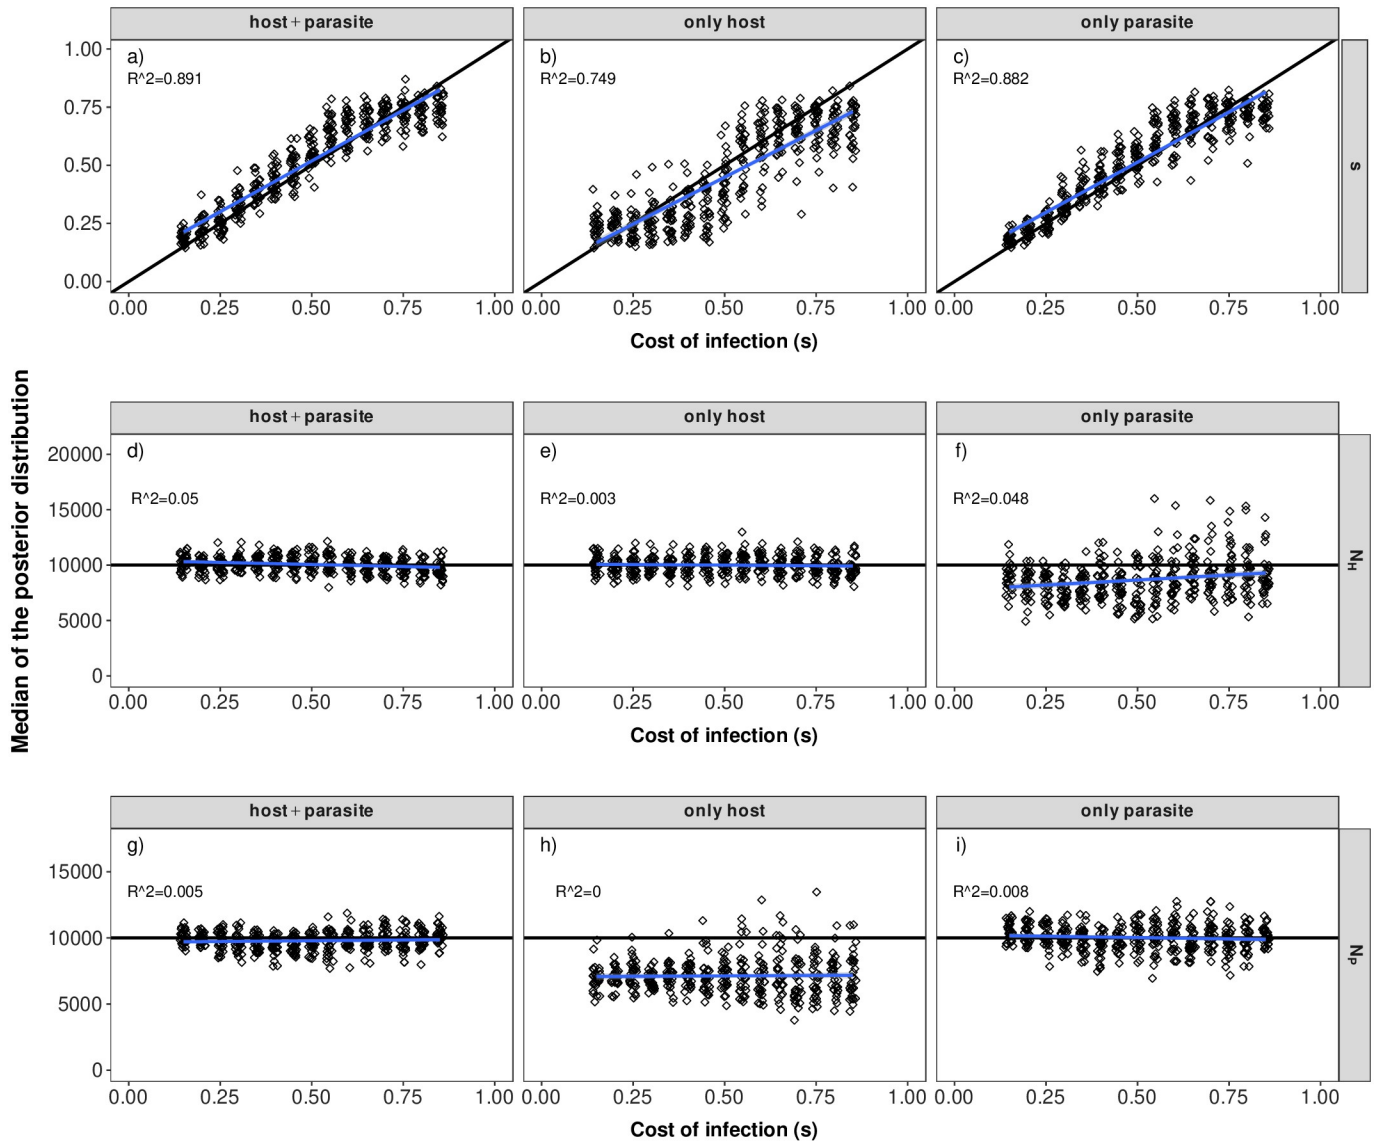 host+parasite
only host
only parasite
a)
R^2=0.891
b)
R^2=0.749
c)
R^2=0.882
1.00
0.75
0.50
0.25
0.00
s
0.00 0.25 0.50 0.75 1.00
0.00 0.25 0.50 0.75 1.00
0.00 0.25 0.50 0.75 1.00
Cost of infection (s)
Median of the posterior distribution
host+parasite
only host
only parasite
d)
R^2=0.05
e)
R^2=0.003
f)
R^2=0.048
20000
15000
10000
5000
0
NH
0.00 0.25 0.50 0.75 1.00
0.00 0.25 0.50 0.75 1.00
0.00 0.25 0.50 0.75 1.00
Cost of infection (s)
host+parasite
only host
only parasite
g)
R^2=0.005
h)
R^2=0
i)
R^2=0.008
15000
10000
5000
0
NP
0.00 0.25 0.50 0.75 1.00
0.00 0.25 0.50 0.75 1.00
0.00 0.25 0.50 0.75 1.00
Cost of infection (s)